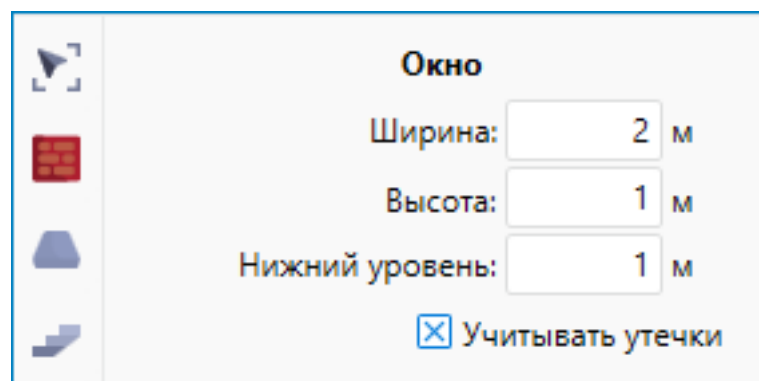 Окно
Ширина: 2 м
Высота: 1 м
Нижний уровень: 1 м
Учитывать утечки